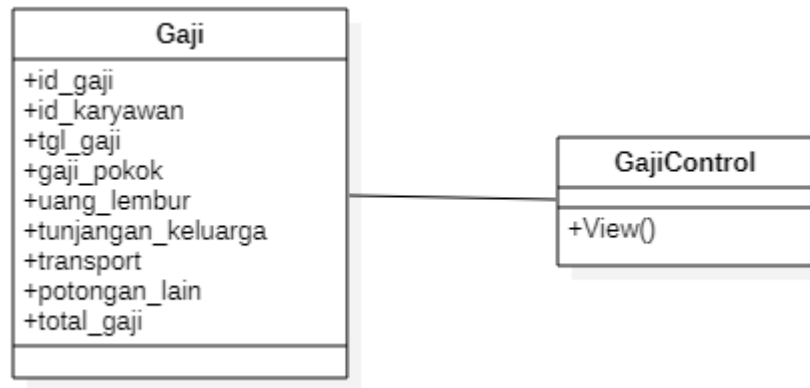 Gaji
+id_gaji
+id_karyawan
+tgl_gaji
+gaji_pokok
+uang_lembur
+tunjangan_keluarga
+transport
+potongan_lain
+total_gaji
GajiControl
+View()